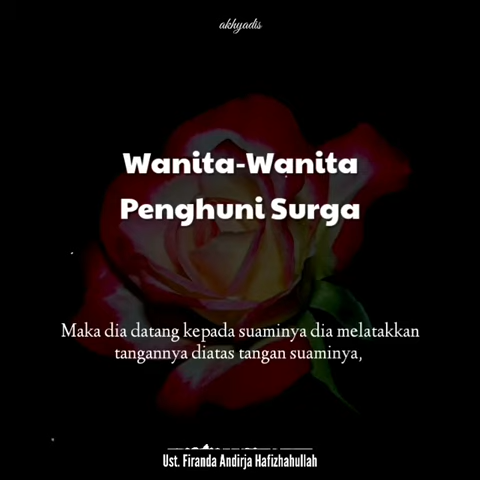 akhyadis
Wanita-Wanita
Penghuni Surga
Maka dia datang kepada suaminya dia melatakkan
tangannya diatas tangan suaminya,
Ust. Firanda Andirja Hafizhahullah